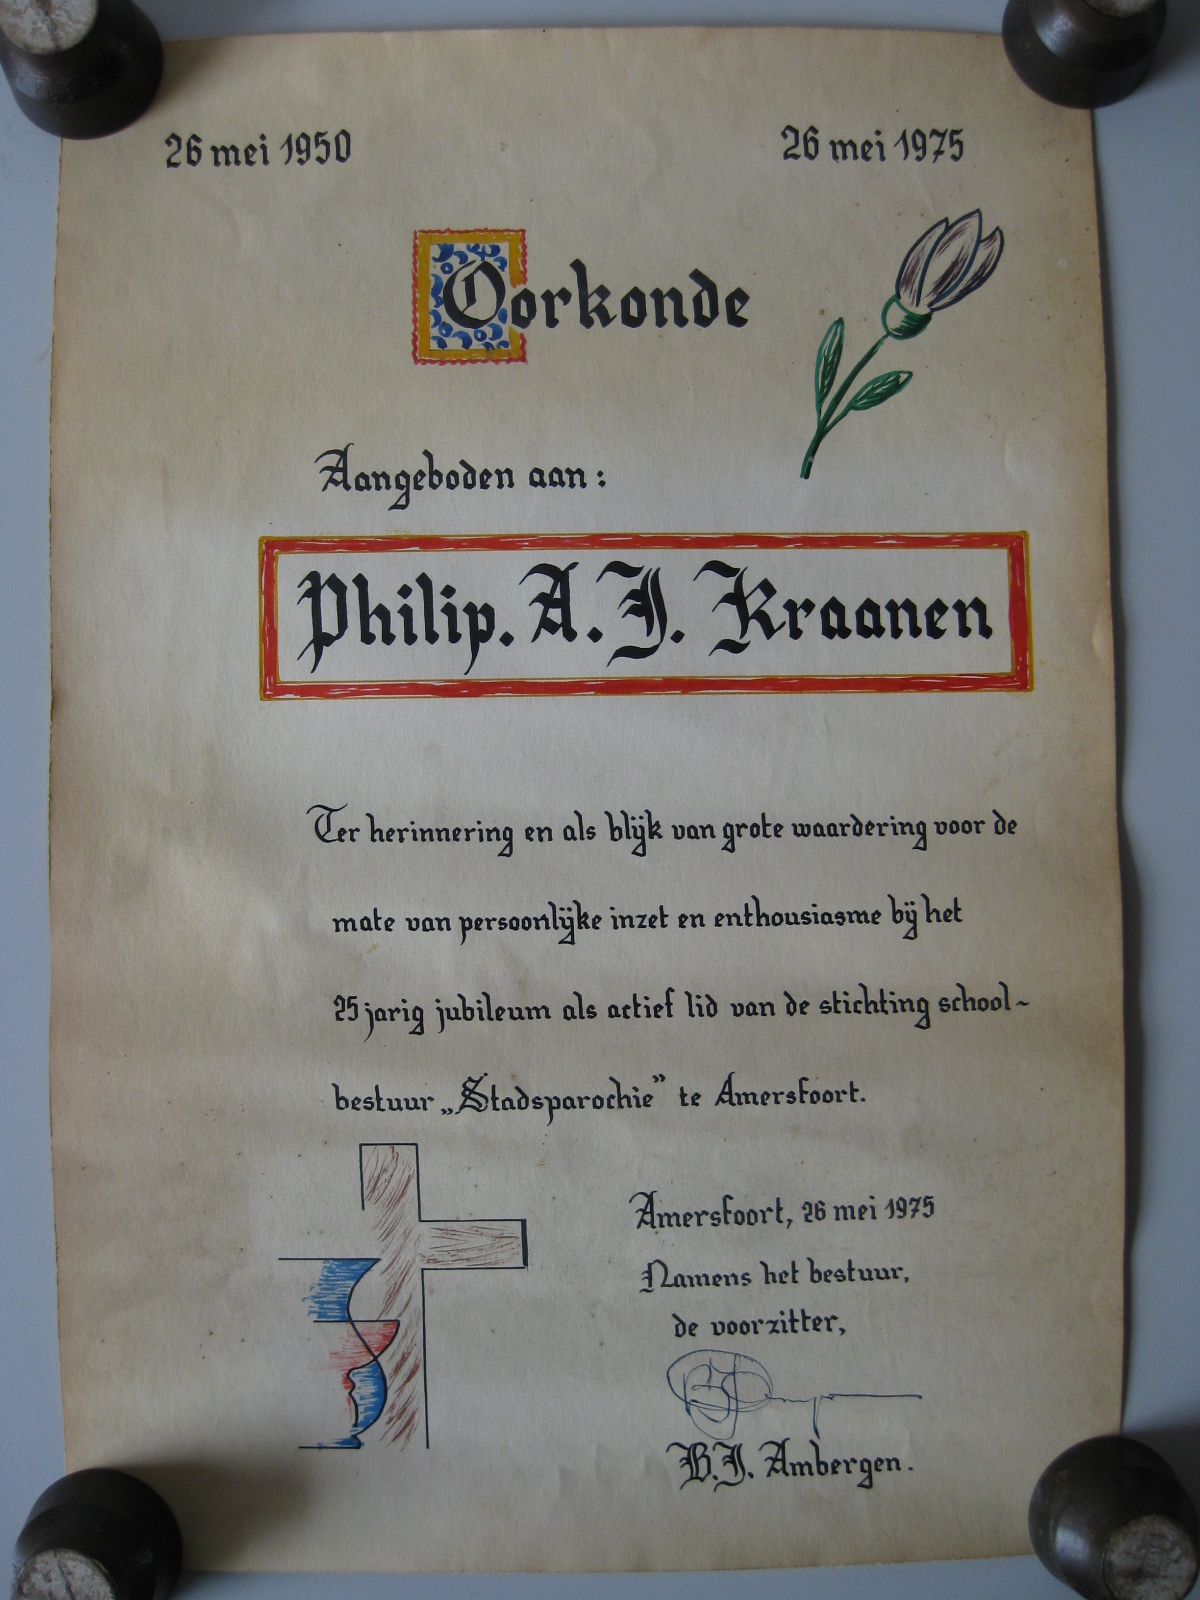 26 mei 1950 26 mei 1975
Oorkonde
Aangeboden aan:
Philip. A. J. Kraanen
Ter herinnering en als blijk van grote waardering voor de
mate van persoonlijke inzet en enthousiasme bij het
25 jarig jubileum als actief lid van de stichting school~
bestuur „Stadsparochie” te Amersfoort.
Amersfoort, 26 mei 1975
Namens het bestuur,
de voorzitter,
B.J. Ambergen.